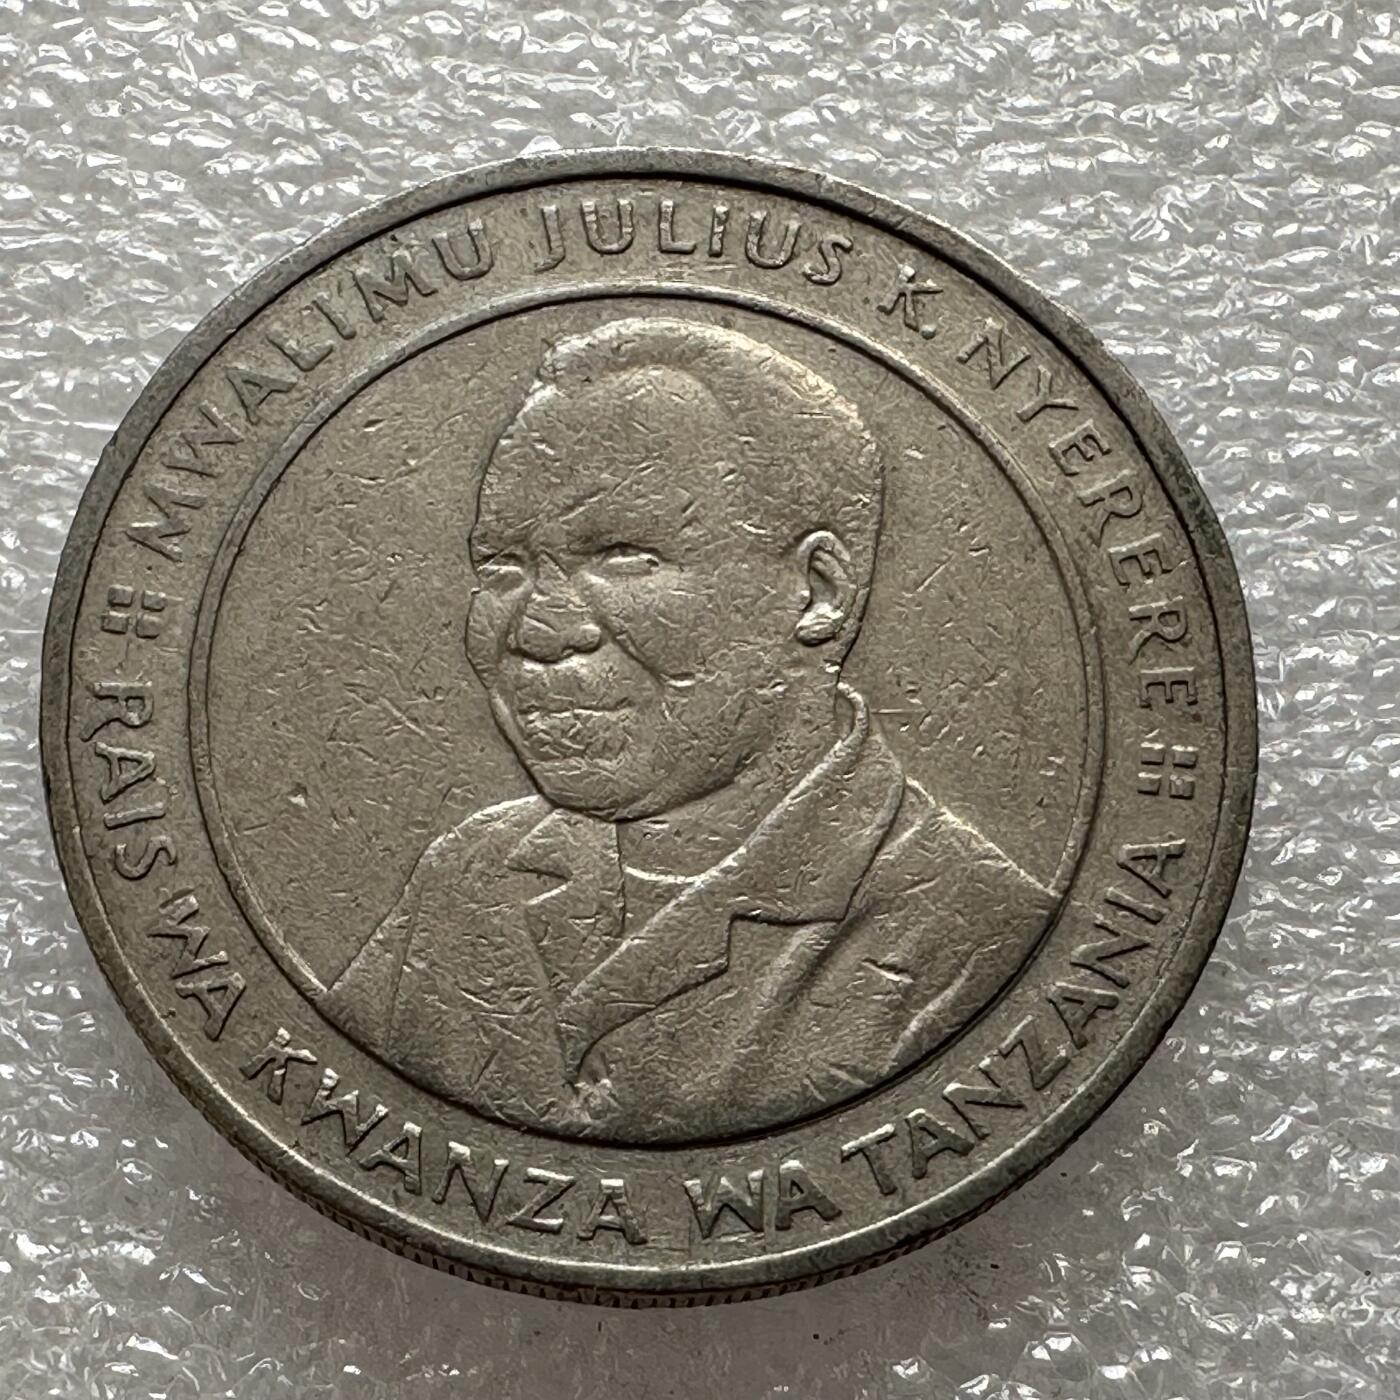 MWALIMU JULIUS K. NYERERE
RAIS WA KWANZA WA TANZANIA